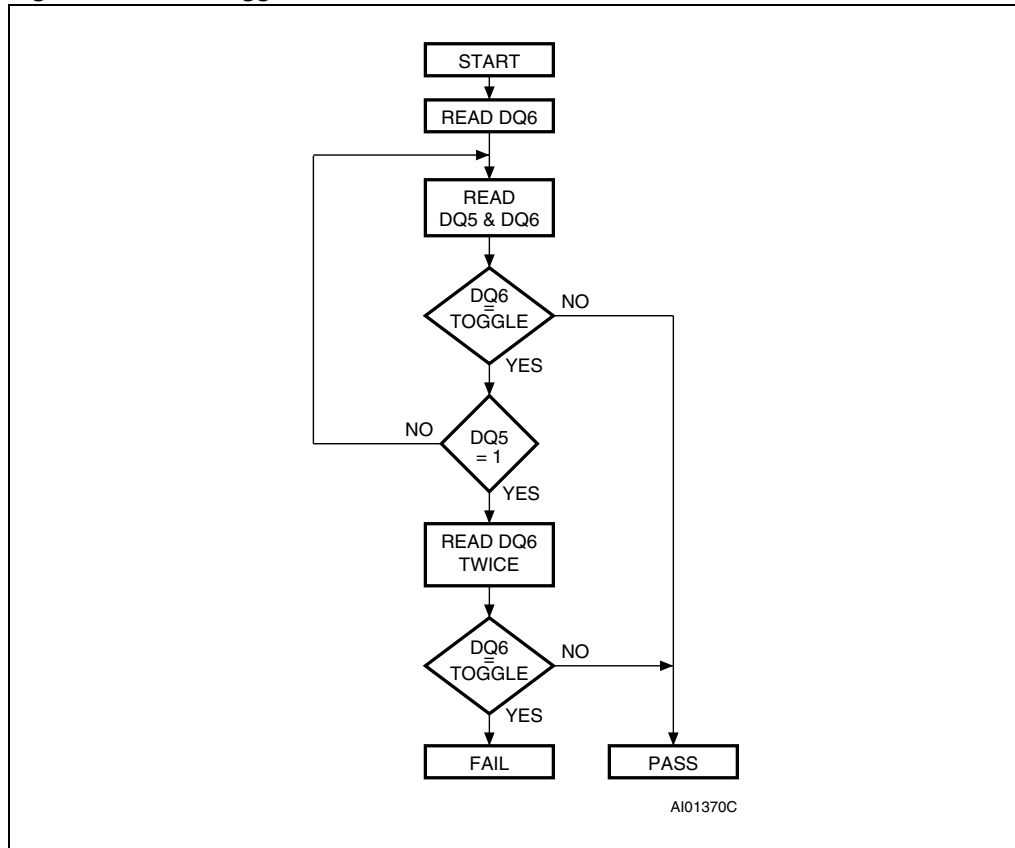 START
READ DQ6
READ
DQ5 & DQ6
DQ6
=
TOGGLE
NO
YES
NO
DQ5
= 1
YES
READ DQ6
TWICE
DQ6
=
TOGGLE
NO
YES
FAIL
PASS
AI01370C